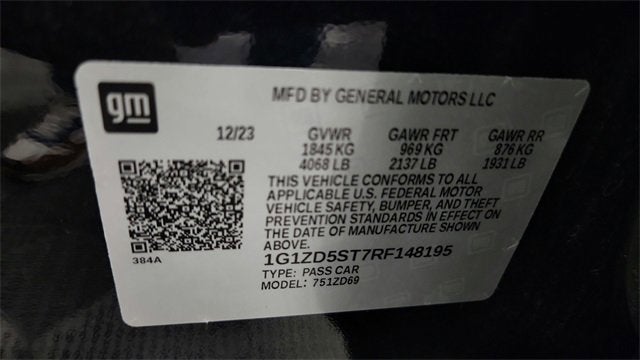 gm
MFD BY GENERAL MOTORS LLC
12/23 GVWR GAWR FRT GAWR RR
1845 KG 969 KG 876 KG
4068 LB 2137 LB 1931 LB
THIS VEHICLE CONFORMS TO ALL
APPLICABLE U.S. FEDERAL MOTOR
VEHICLE SAFETY, BUMPER, AND THEFT
PREVENTION STANDARDS IN EFFECT ON
THE DATE OF MANUFACTURE SHOWN
ABOVE.
384A
1G1ZD5ST7RF148195
TYPE: PASS CAR
MODEL: 751ZD69